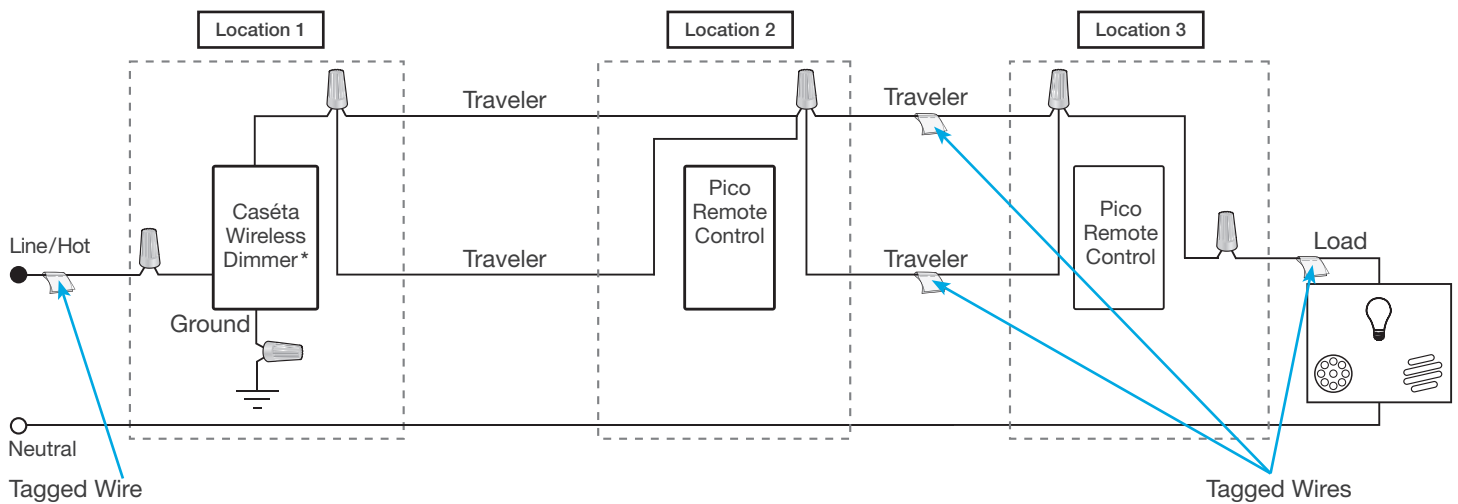 Location 1
Location 2
Location 3
Traveler
Traveler
Caséta
Wireless
Dimmer*
Pico
Remote
Control
Pico
Remote
Control
Line/Hot
Traveler
Traveler
Load
Ground
Neutral
Tagged Wire
Tagged Wires